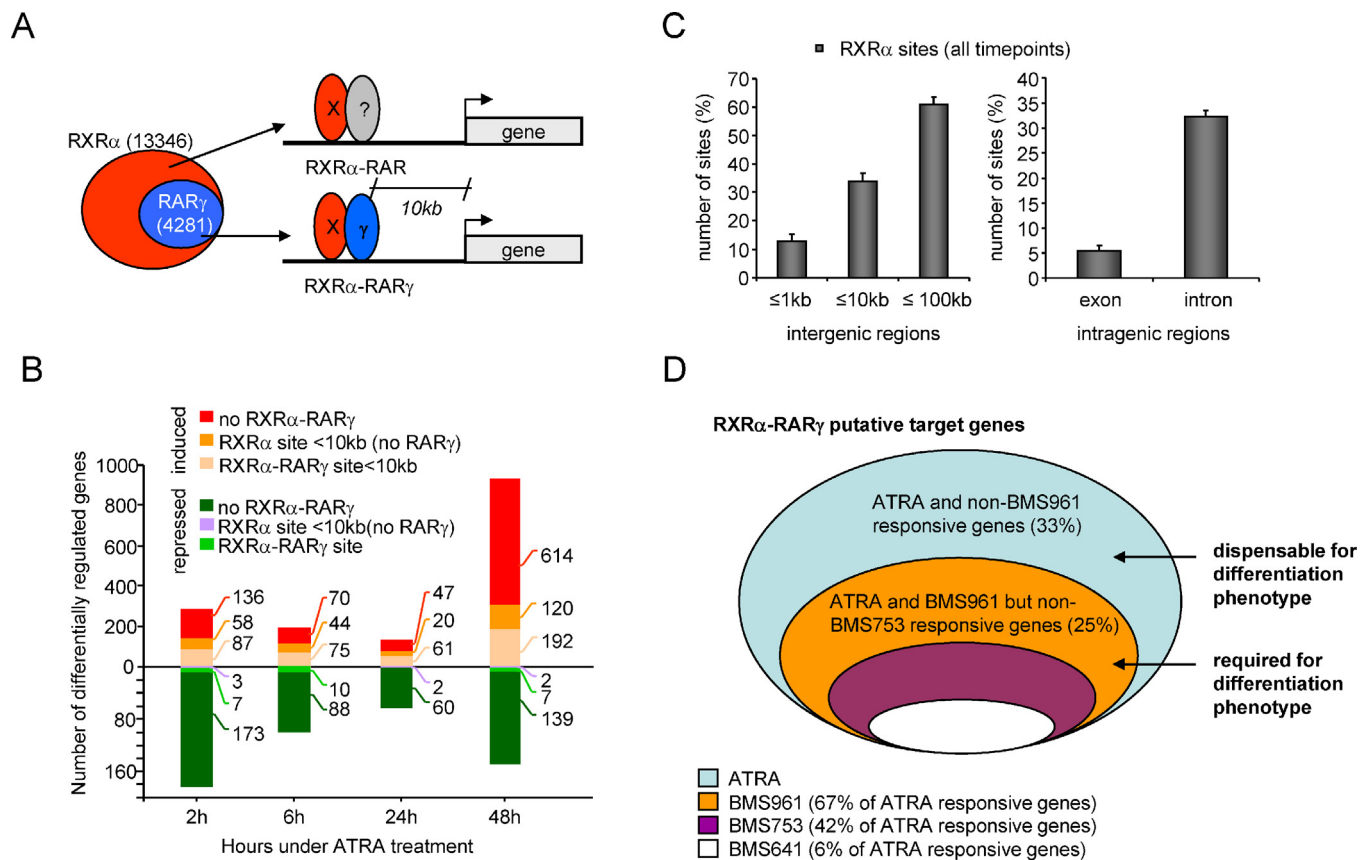 A
RXRα (13346)
RARγ
(4281)
X
?
gene
RXRα-RAR
10kb
X
γ
gene
RXRα-RARγ
B
induced
no RXRα-RARγ
RXRα site <10kb (no RARγ)
RXRα-RARγ site<10kb
repressed
no RXRα-RARγ
RXRα site <10kb(no RARγ)
RXRα-RARγ site
Number of differentially regulated genes
1000
800
600
400
200
0
80
160
136
58
87
3
7
173
70
44
75
10
88
47
20
61
2
60
614
120
192
2
7
139
2h
6h
24h
48h
Hours under ATRA treatment
C
RXRα sites (all timepoints)
number of sites (%)
70
60
50
40
30
20
10
0
≤1kb
≤10kb
≤ 100kb
intergenic regions
number of sites (%)
40
35
30
25
20
15
10
5
0
exon
intron
intragenic regions
D
RXRα-RARγ putative target genes
ATRA and non-BMS961
responsive genes (33%)
ATRA and BMS961 but non-
BMS753 responsive genes (25%)
dispensable for
differentiation
phenotype
required for
differentiation
phenotype
ATRA
BMS961 (67% of ATRA responsive genes)
BMS753 (42% of ATRA responsive genes)
BMS641 (6% of ATRA responsive genes)